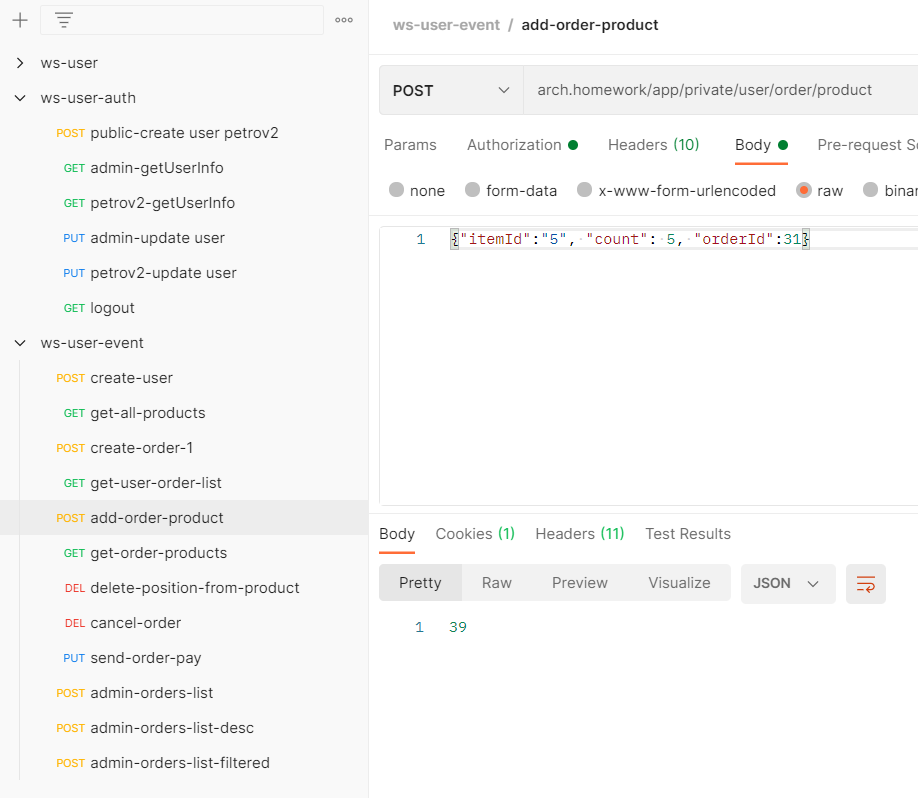 ws-user
ws-user-auth
POST public-create user petrov2
GET admin-getUserInfo
GET petrov2-getUserInfo
PUT admin-update user
PUT petrov2-update user
GET logout
ws-user-event
POST create-user
GET get-all-products
POST create-order-1
GET get-user-order-list
POST add-order-product
GET get-order-products
DEL delete-position-from-product
DEL cancel-order
PUT send-order-pay
POST admin-orders-list
POST admin-orders-list-desc
POST admin-orders-list-filtered
ws-user-event / add-order-product
POST arch.homework/app/private/user/order/product
Params Authorization Headers (10) Body Pre-request S
none form-data x-www-form-urlencoded raw binar
1 {"itemId":"5", "count": 5, "orderId":31}
Body Cookies (1) Headers (11) Test Results
Pretty Raw Preview Visualize JSON
1 39